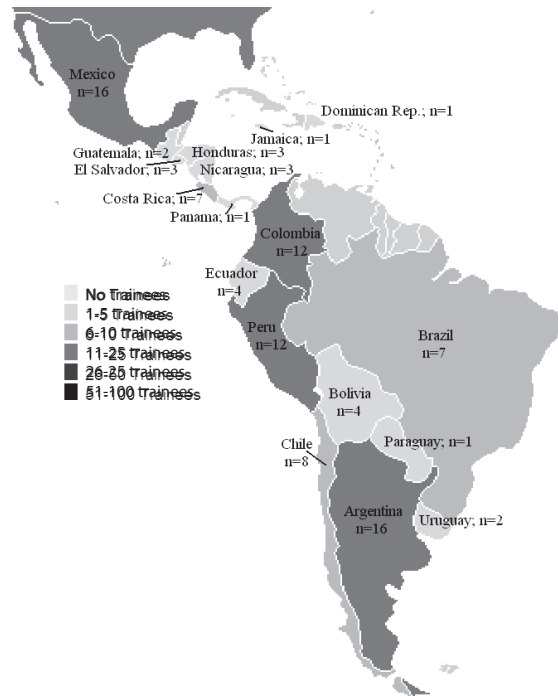 Mexico
n=16
Dominican Rep.; n=1
Jamaica; n=1
Guatemala; n=2
Honduras; n=3
El Salvador; n=3
Nicaragua; n=3
Costa Rica; n=7
Panama; n=1
Colombia
n=12
Ecuador
n=4
Peru
n=12
Brazil
n=7
Bolivia
n=4
Paraguay; n=1
Chile
n=8
Argentina
n=16
Uruguay; n=2
No Trainees
1-5 Trainees
6-10 Trainees
11-25 Trainees
Trainees
51-100 Trainees